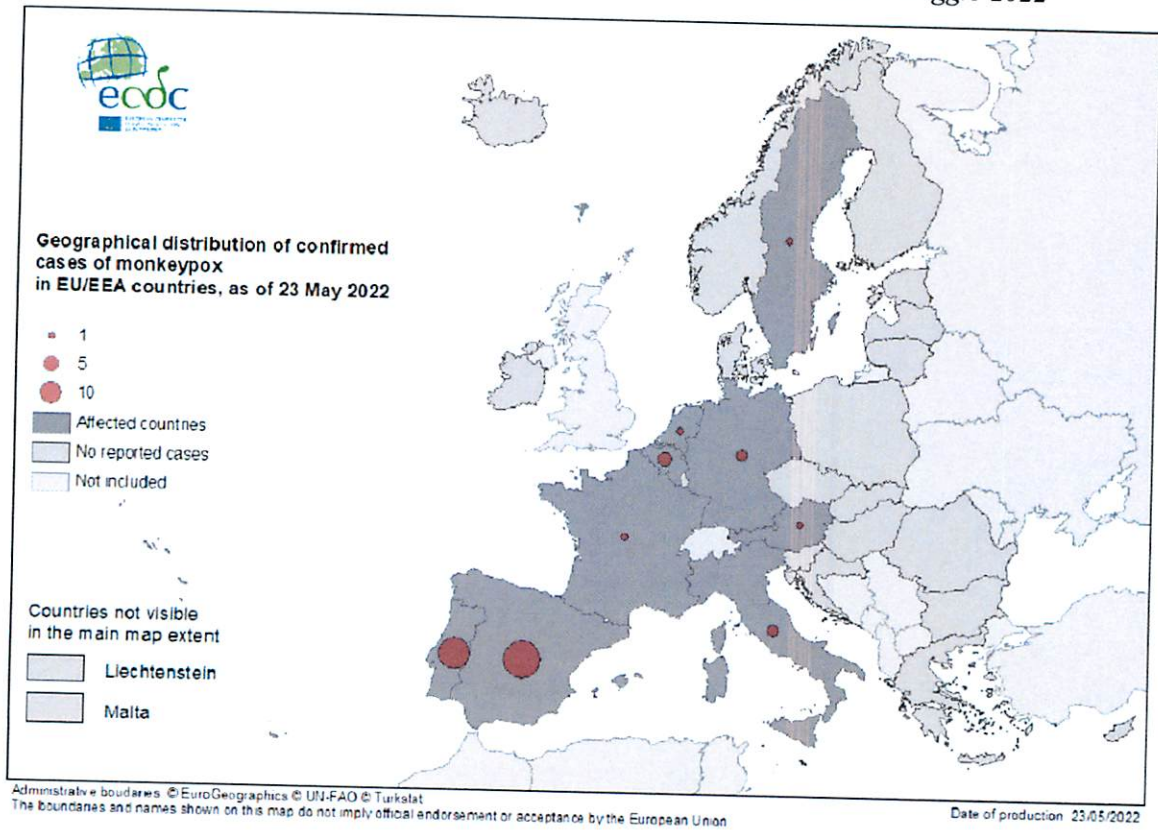 2022
ecdc
Geographical distribution of confirmed
cases of monkeypox
in EU/EEA countries, as of 23 May 2022
1
5
10
Affected countries
No reported cases
Not included
Countries not visible
in the main map extent
Liechtenstein
Malta
Administrative boudaries © EuroGeographics © UN-FAO © Turkstat
The boundaries and names shown on this map do not imply official endorsement or acceptance by the European Union
Date of production 23/05/2022